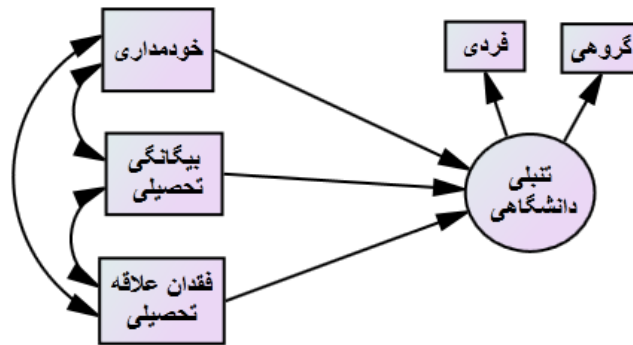 گروهی
فردی
خودمداری
بیگانگی
تحصیلی
تنبلی
دانشگاهی
فقدان علاقه
تحصیلی